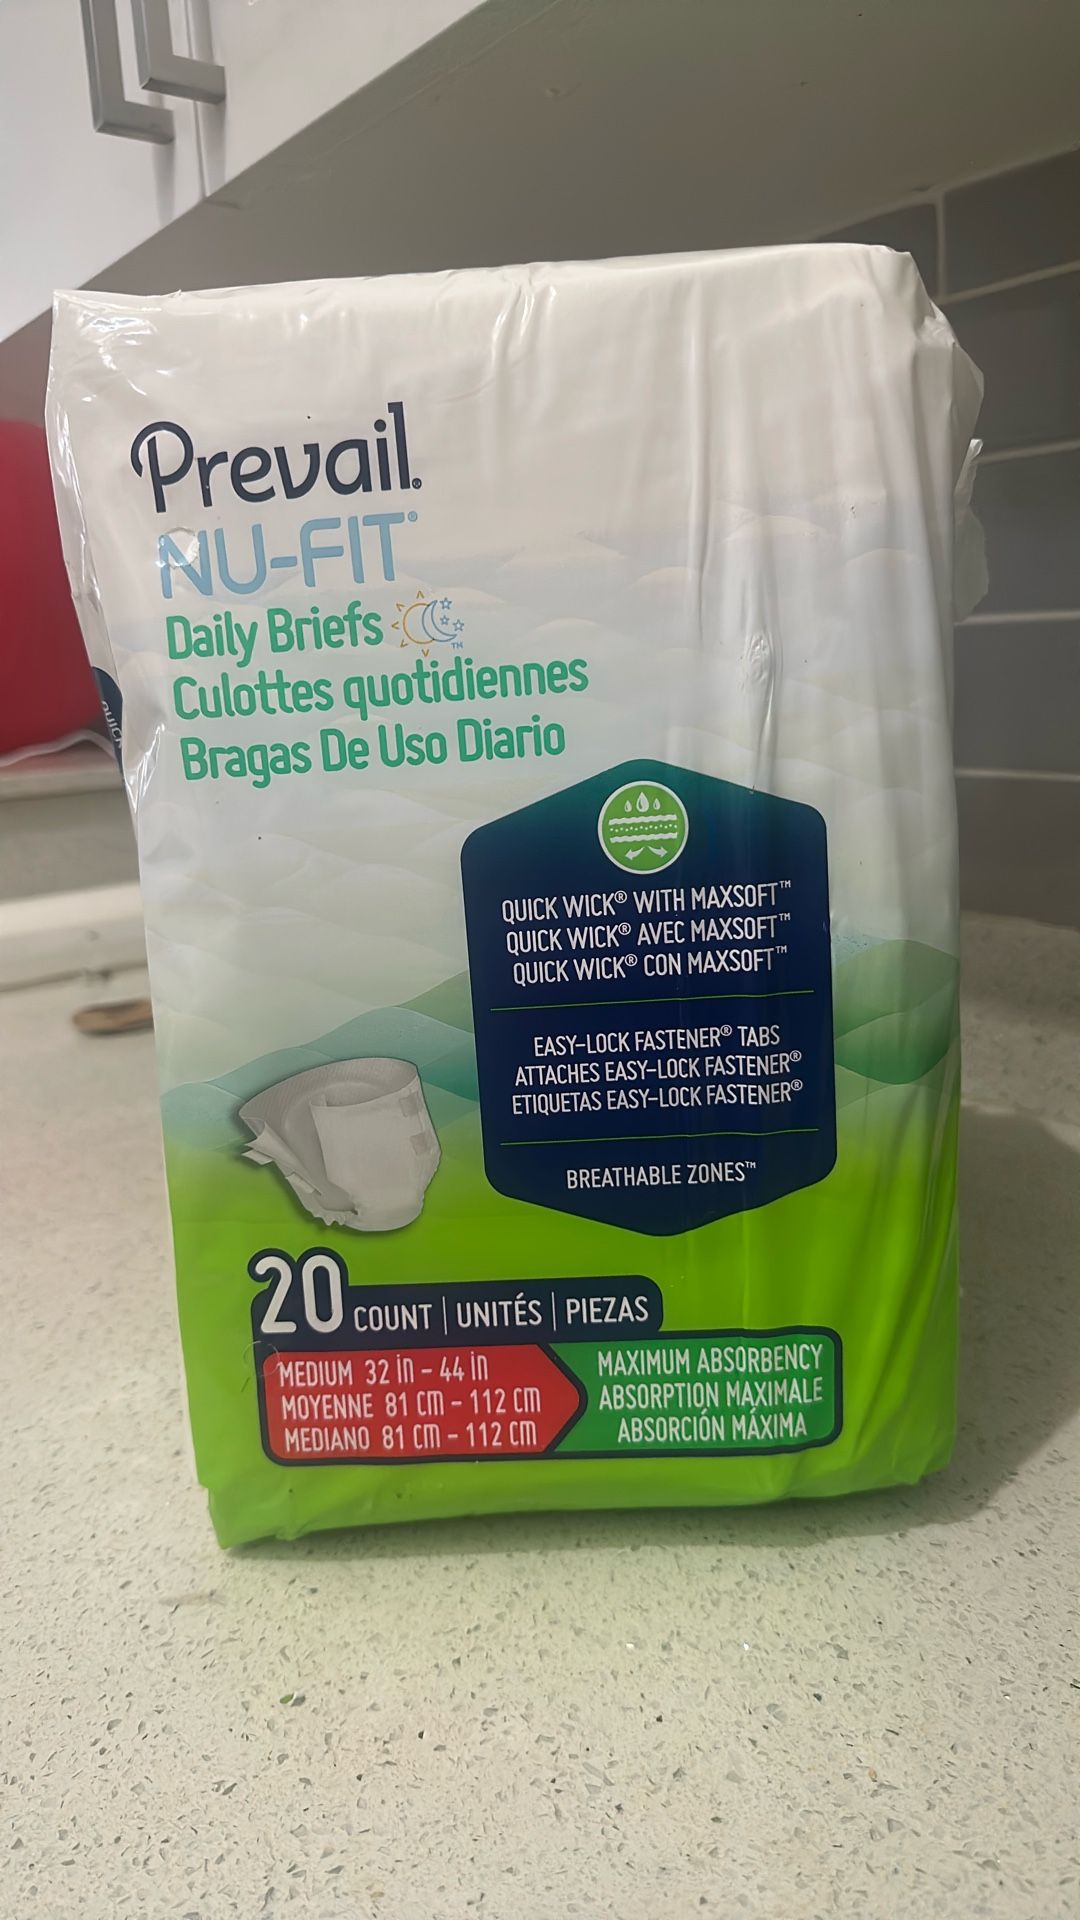 Prevail®
NU-FIT®
Daily Briefs ™
Culottes quotidiennes
Bragas De Uso Diario
QUICK WICK® WITH MAXSOFT™
QUICK WICK® AVEC MAXSOFT™
QUICK WICK® CON MAXSOFT™
EASY-LOCK FASTENER® TABS
ATTACHES EASY-LOCK FASTENER®
ETIQUETAS EASY-LOCK FASTENER®
BREATHABLE ZONES™
20 COUNT | UNITÉS | PIEZAS
MEDIUM 32 in - 44 in
MOYENNE 81 cm - 112 cm
MEDIANO 81 cm - 112 cm
MAXIMUM ABSORBENCY
ABSORPTION MAXIMALE
ABSORCIÓN MÁXIMA
QUICK